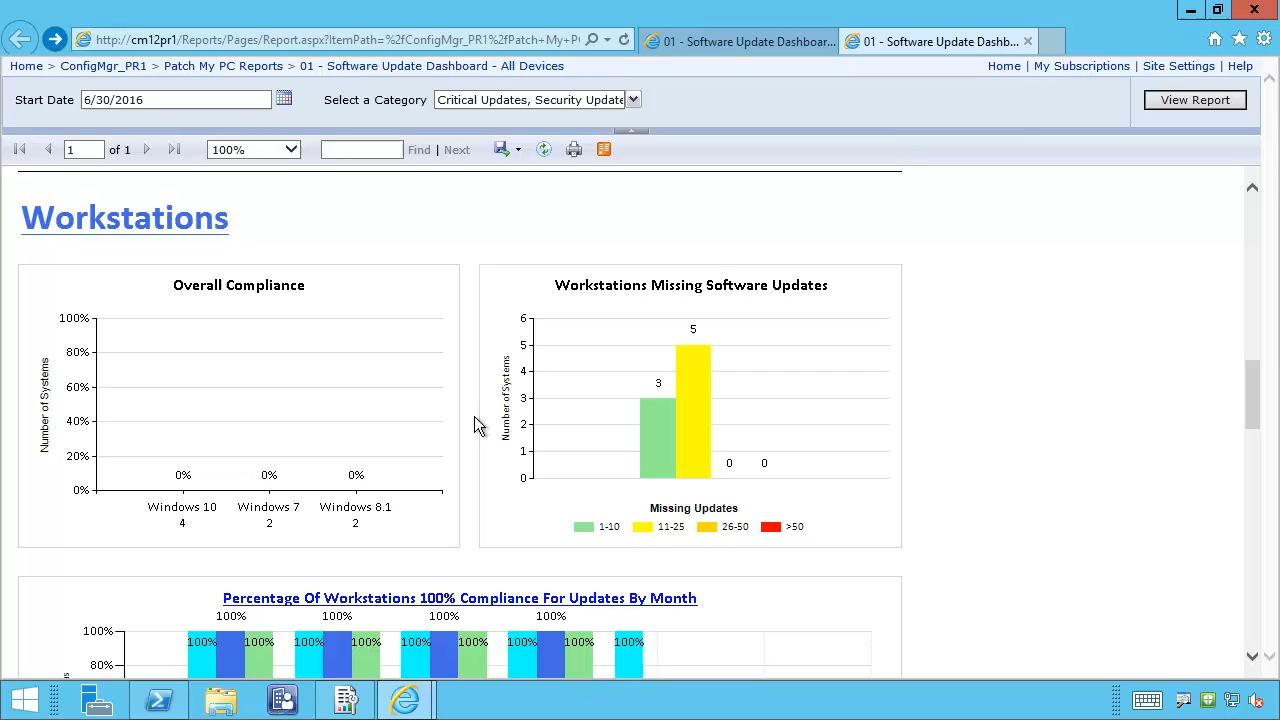 http://cm12pr1/Reports/Pages/Report.aspx?ItemPath=%2fConfigMgr_PR1%2fPatch+My+P(
01 - Software Update Dashboar...
01 - Software Update Dashb...
Home > ConfigMgr_PR1 > Patch My PC Reports > 01 - Software Update Dashboard - All Devices
Home | My Subscriptions | Site Settings | Help
Start Date 6/30/2016
Select a Category Critical Updates, Security Update
View Report
1 of 1
100%
Find | Next
Workstations
Overall Compliance
100%
80%
60%
40%
20%
0%
Number of Systems
0% 0% 0%
Windows 10 Windows 7 Windows 8.1
4 2 2
Workstations Missing Software Updates
6
5
4
3
2
1
0
Number of Systems
3
5
0
0
Missing Updates
1-10 11-25 26-50 >50
Percentage Of Workstations 100% Compliance For Updates By Month
100% 100% 100% 100%
100%
80%
100% 100% 100% 100% 100% 100% 100% 100% 100%